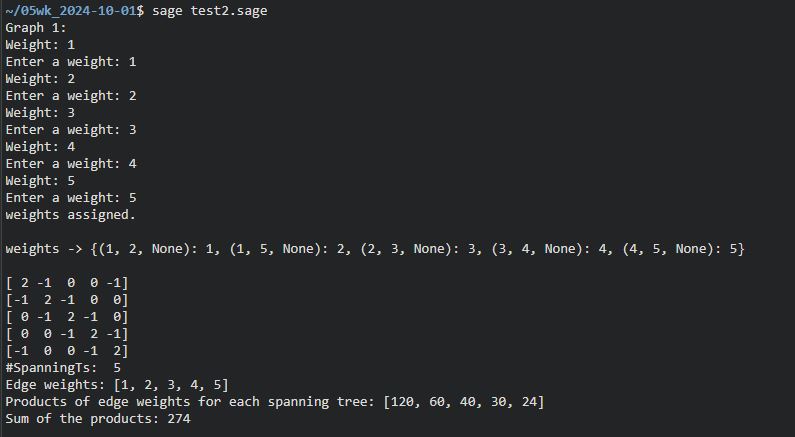 ~/05wk_2024-10-01$ sage test2.sage
Graph 1:
Weight: 1
Enter a weight: 1
Weight: 2
Enter a weight: 2
Weight: 3
Enter a weight: 3
Weight: 4
Enter a weight: 4
Weight: 5
Enter a weight: 5
weights assigned.
weights -> {(1, 2, None): 1, (1, 5, None): 2, (2, 3, None): 3, (3, 4, None): 4, (4, 5, None): 5}
[ 2 -1  0  0 -1]
[-1  2 -1  0  0]
[ 0 -1  2 -1  0]
[ 0  0 -1  2 -1]
[-1  0  0 -1  2]
#SpanningTs:  5
Edge weights: [1, 2, 3, 4, 5]
Products of edge weights for each spanning tree: [120, 60, 40, 30, 24]
Sum of the products: 274